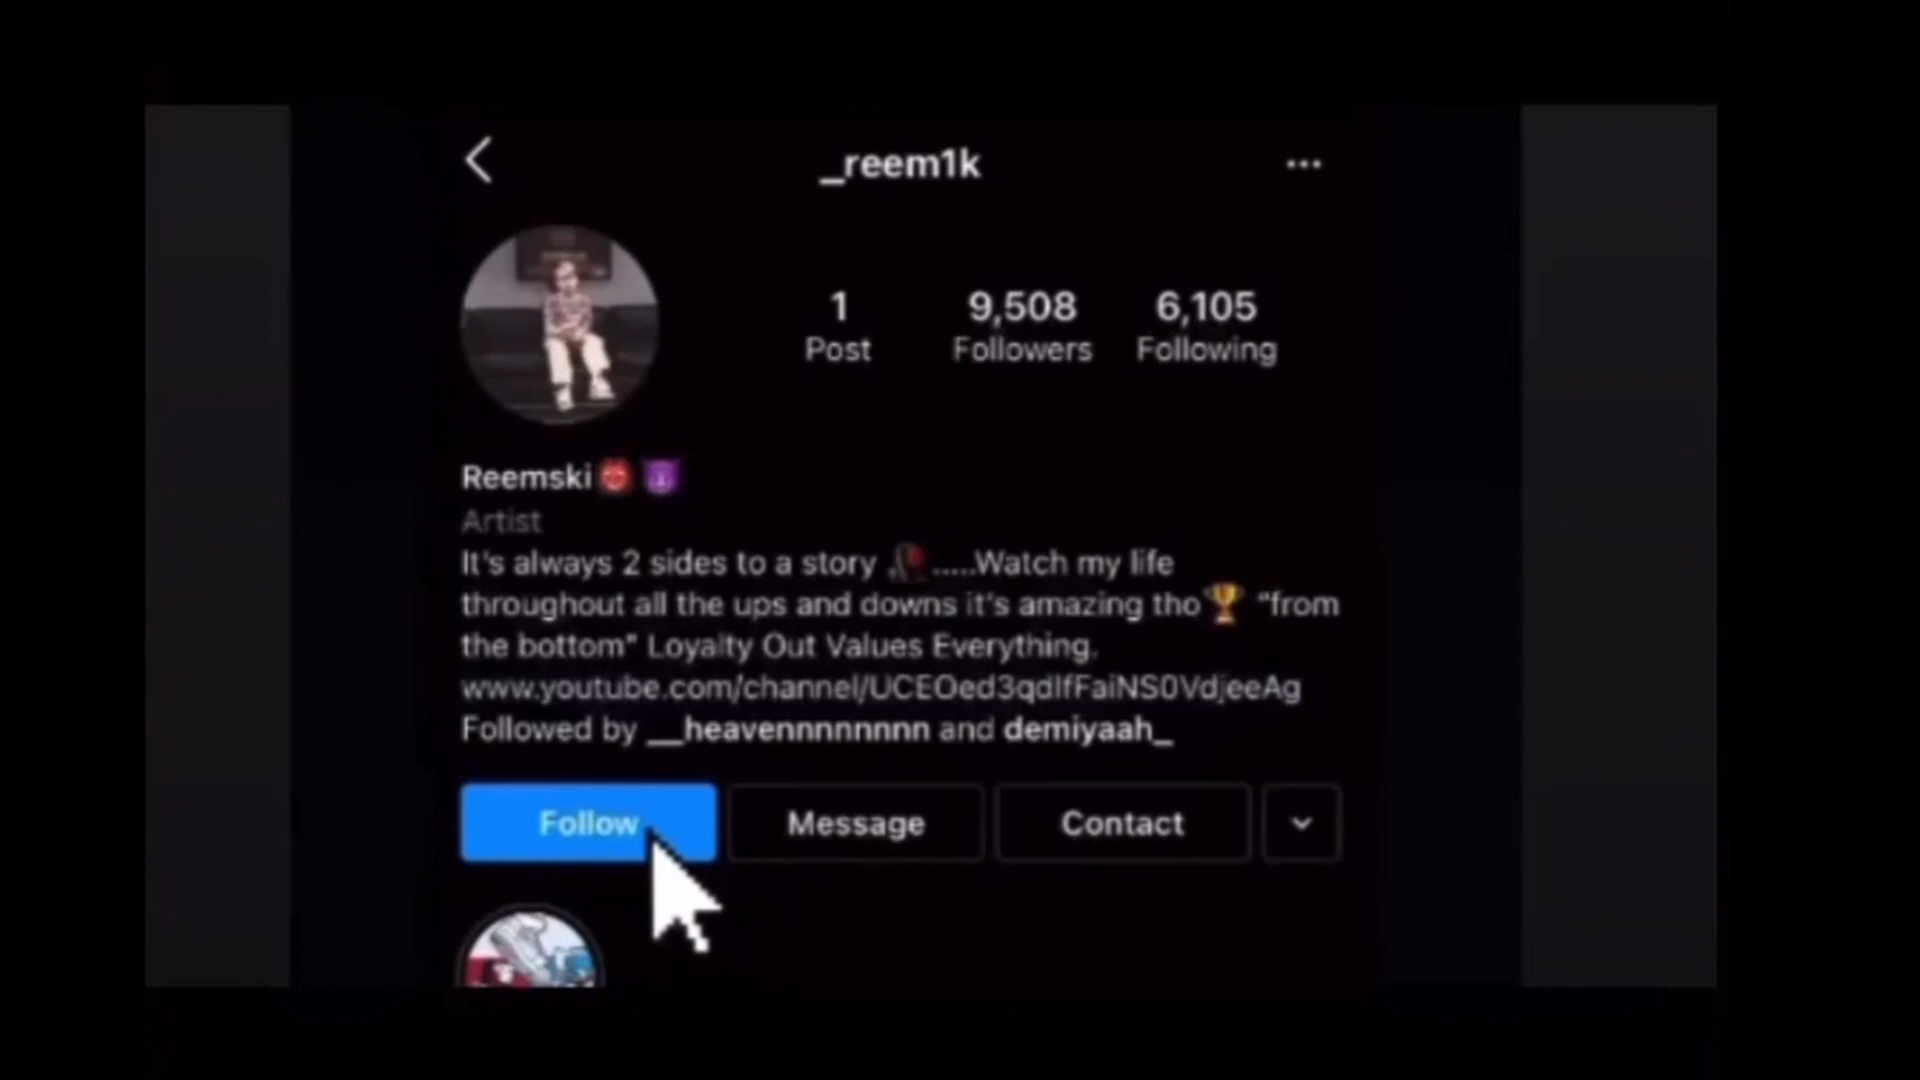 _reem1k
1 9,508 6,105
Post Followers Following
Reemski
Artist
It's always 2 sides to a story .....Watch my life
throughout all the ups and downs it's amazing tho "from
the bottom" Loyalty Out Values Everything.
www.youtube.com/channel/UCEOed3qdlfFaiNS0VdjeeAg
Followed by __heavennnnnnnn and demiyaah_
Follow Message Contact